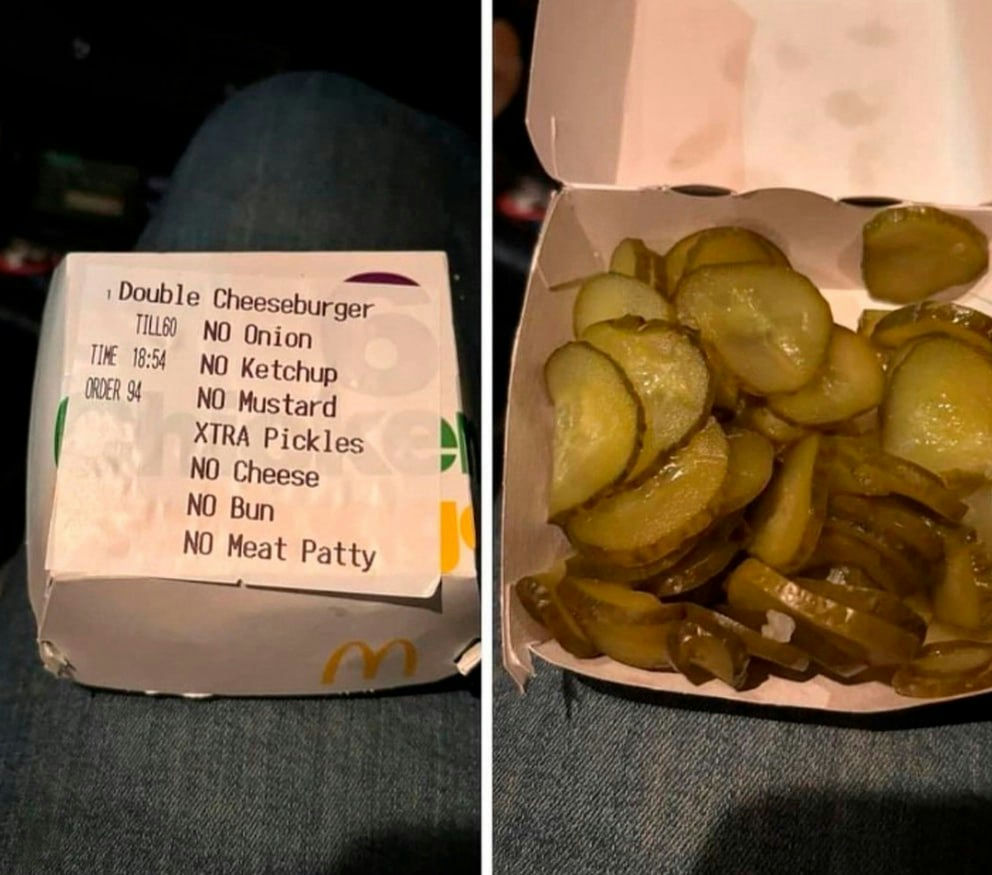 1 Double Cheeseburger
TILL60 NO Onion
TIME 18:54 NO Ketchup
ORDER 94 NO Mustard
XTRA Pickles
NO Cheese
NO Bun
NO Meat Patty